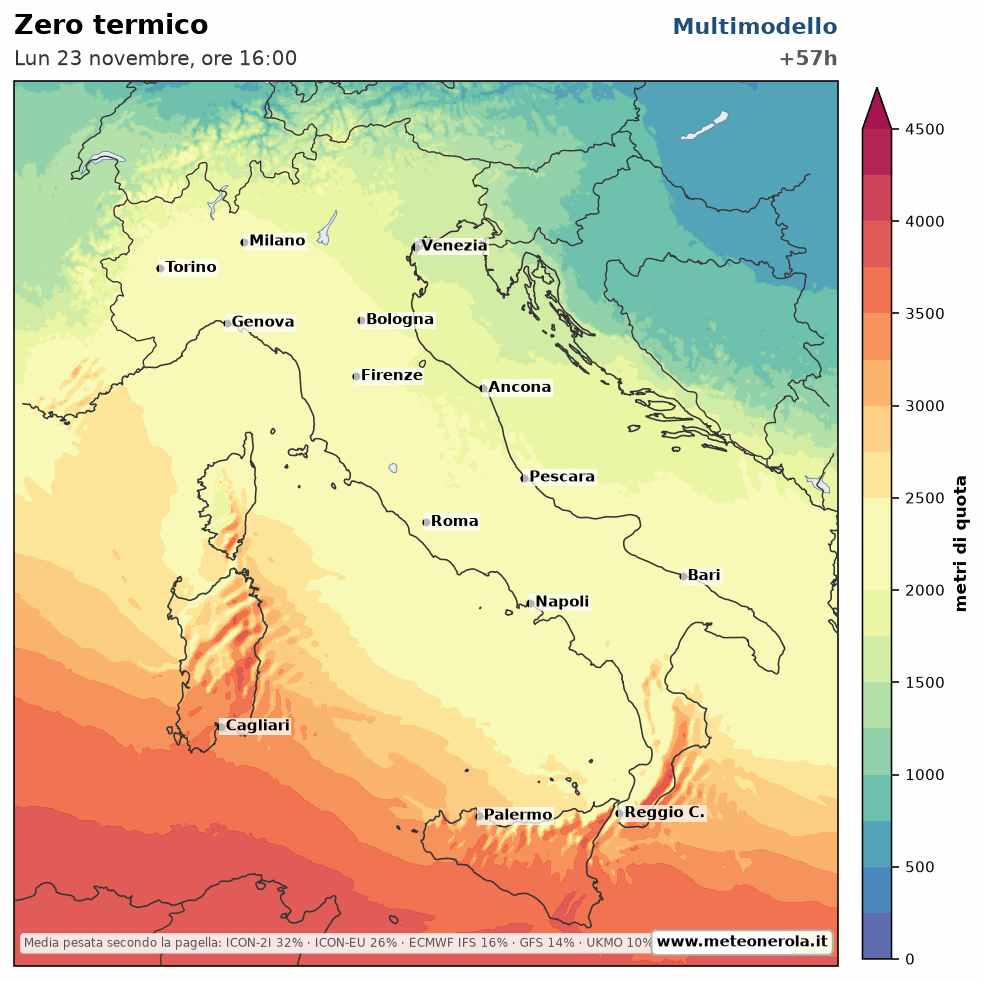 Zero termico
Multimodello
Lun 23 novembre, ore 16:00
+57h
4500
4000
3500
3000
2500
2000
1500
1000
500
0
metri di quota
Milano
Venezia
Torino
Genova
Bologna
Firenze
Ancona
Pescara
Roma
Bari
Napoli
Cagliari
Palermo
Reggio C.
Media pesata secondo la pagella: ICON-2I 32% · ICON-EU 26% · ECMWF IFS 16% · GFS 14% · UKMO 10%
www.meteonerola.it